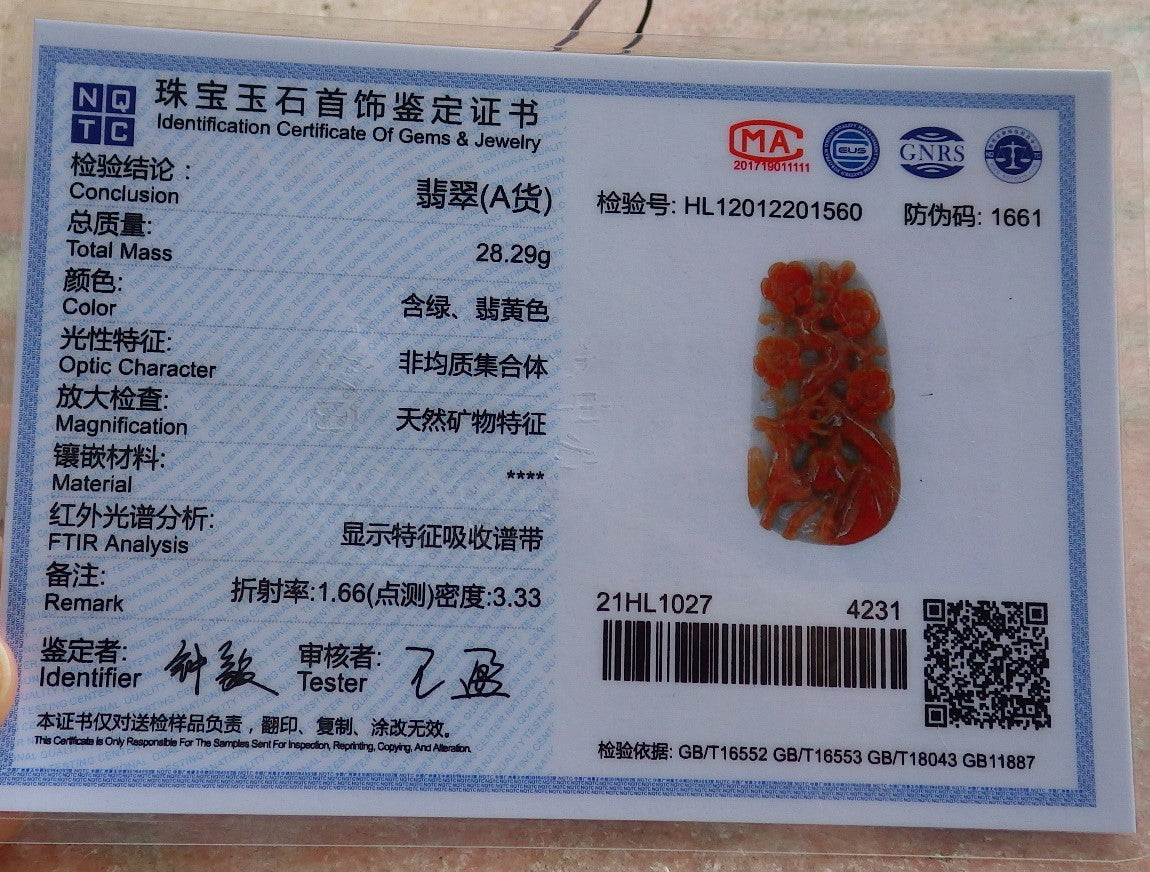 NQ
TC
珠宝玉石首饰鉴定证书
Identification Certificate Of Gems & Jewelry
检验结论：
Conclusion
翡翠(A货)
总质量:
Total Mass
28.29g
颜色:
Color
含绿、翡黄色
光性特征:
Optic Character
非均质集合体
放大检查:
Magnification
天然矿物特征
镶嵌材料:
Material
****
红外光谱分析:
FTIR Analysis
显示特征吸收谱带
备注:
Remark
折射率:1.66(点测)密度:3.33
鉴定者:
Identifier
审核者:
Tester
本证书仅对送检样品负责，翻印、复制、涂改无效。
This Certificate is Only Responsible For The Samples Sent For Inspection, Reprinting, Copying, And Alteration.
MA
201719011111
GNRS
检验号: HL12012201560
防伪码: 1661
21HL1027
4231
检验依据: GB/T16552 GB/T16553 GB/T18043 GB11887